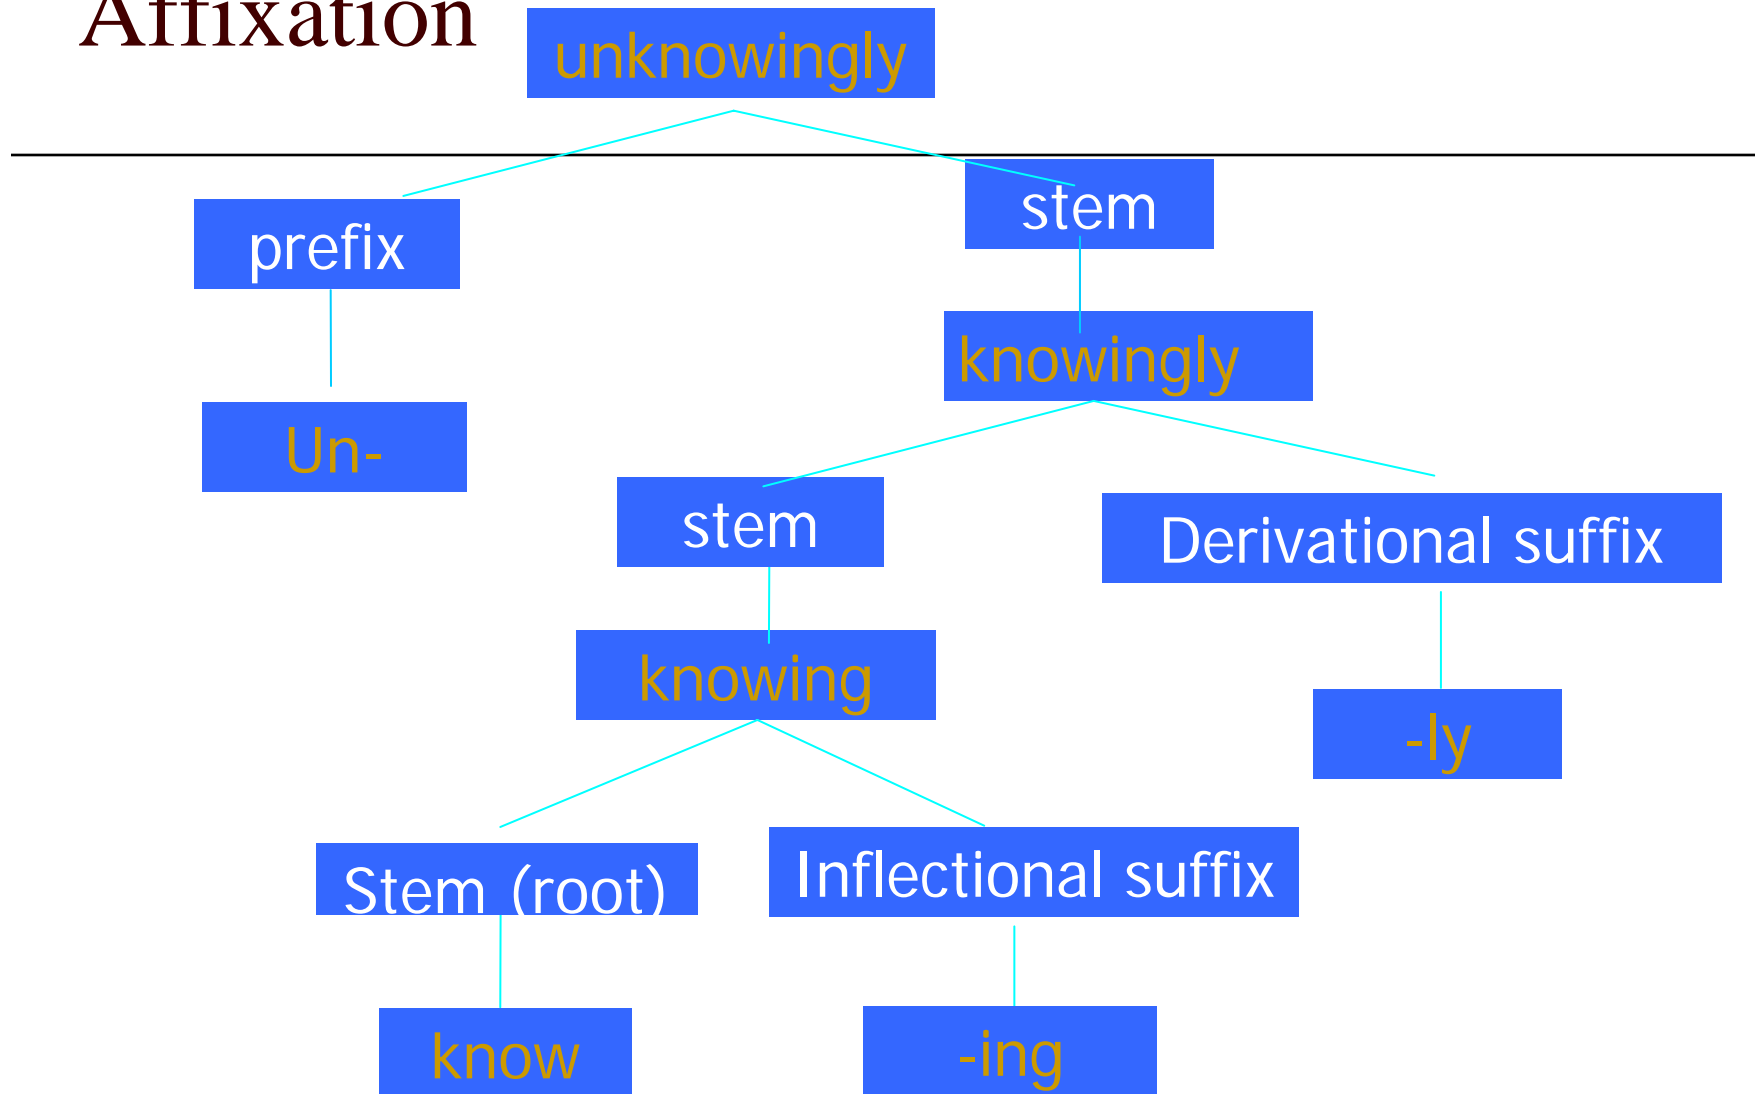 Affixation
unknowingly
prefix
stem
Un-
knowingly
stem
Derivational suffix
knowing
-ly
Stem (root)
Inflectional suffix
know
-ing